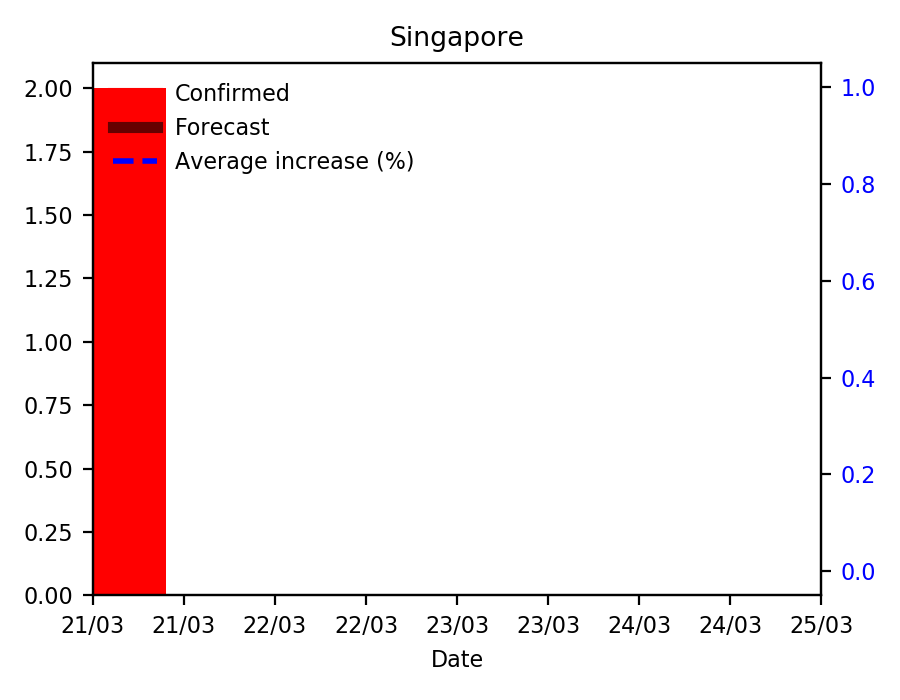 Singapore
2.00
1.75
1.50
1.25
1.00
0.75
0.50
0.25
0.00
Confirmed
Forecast
Average increase (%)
1.0
0.8
0.6
0.4
0.2
0.0
21/03 21/03 22/03 22/03 23/03 23/03 24/03 24/03 25/03
Date